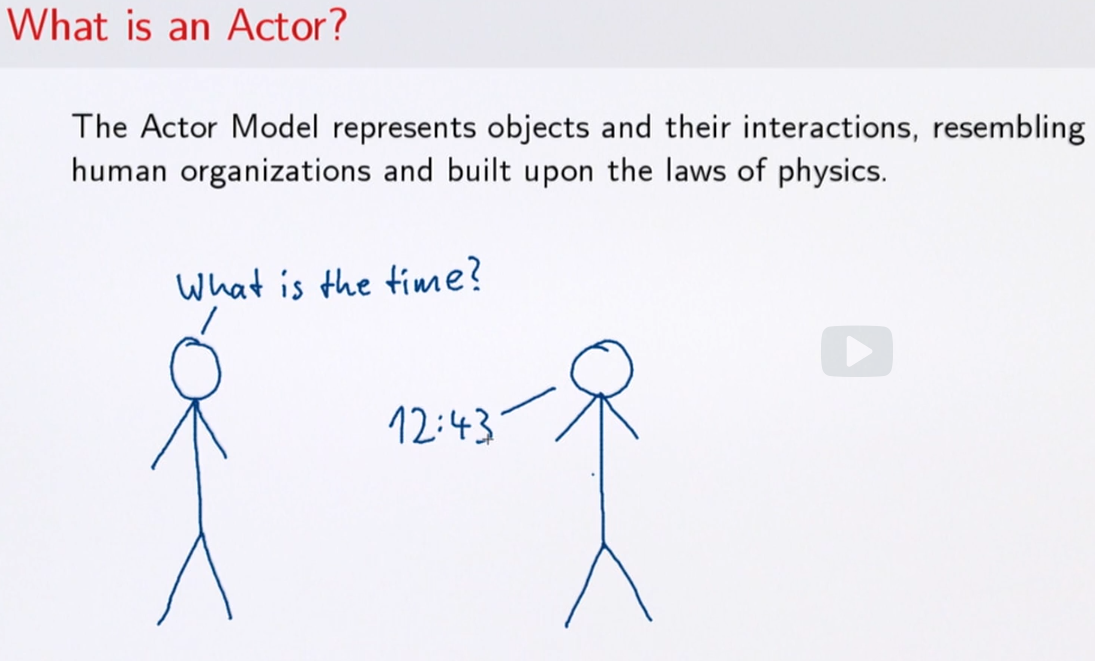 What is an Actor?
The Actor Model represents objects and their interactions, resembling
human organizations and built upon the laws of physics.
What is the time?
12:43